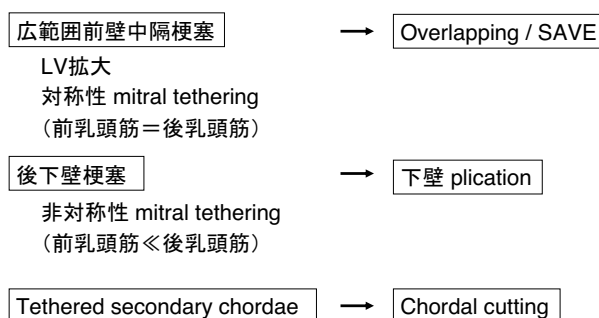 広範囲前壁中隔梗塞 → Overlapping / SAVE
LV拡大
対称性 mitral tethering
（前乳頭筋＝後乳頭筋）
後下壁梗塞 → 下壁 plication
非対称性 mitral tethering
（前乳頭筋≪後乳頭筋）
Tethered secondary chordae → Chordal cutting